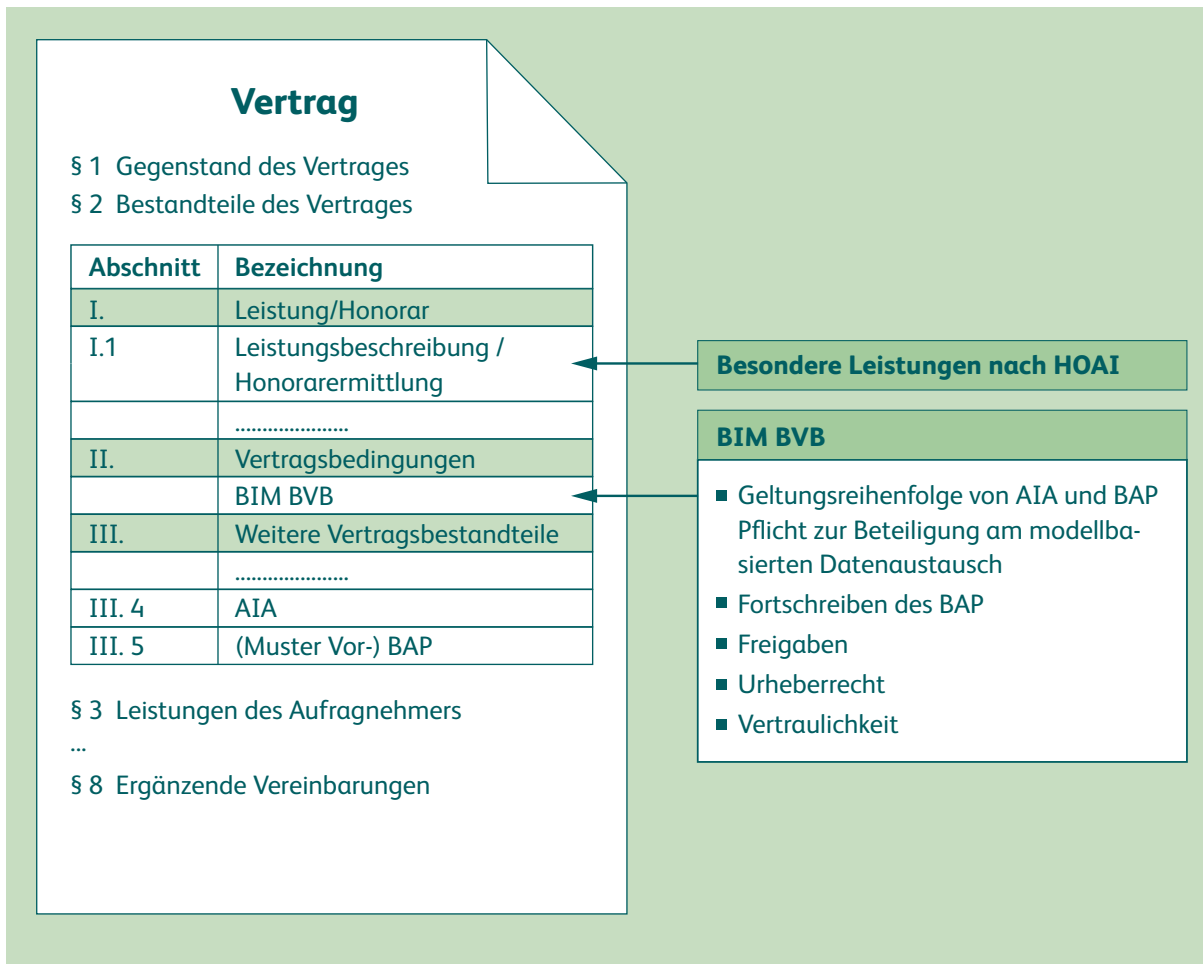 Vertrag
§ 1 Gegenstand des Vertrages
§ 2 Bestandteile des Vertrages
Abschnitt Bezeichnung
I. Leistung/Honorar
I.1 Leistungsbeschreibung /
Honorarermittlung
.....................
II. Vertragsbedingungen
BIM BVB
III. Weitere Vertragsbestandteile
.....................
III. 4 AIA
III. 5 (Muster Vor-) BAP
§ 3 Leistungen des Aufragnehmers
...
§ 8 Ergänzende Vereinbarungen
Besondere Leistungen nach HOAI
BIM BVB
■ Geltungsreihenfolge von AIA und BAP
Pflicht zur Beteiligung am modellba-
sierten Datenaustausch
■ Fortschreiben des BAP
■ Freigaben
■ Urheberrecht
■ Vertraulichkeit